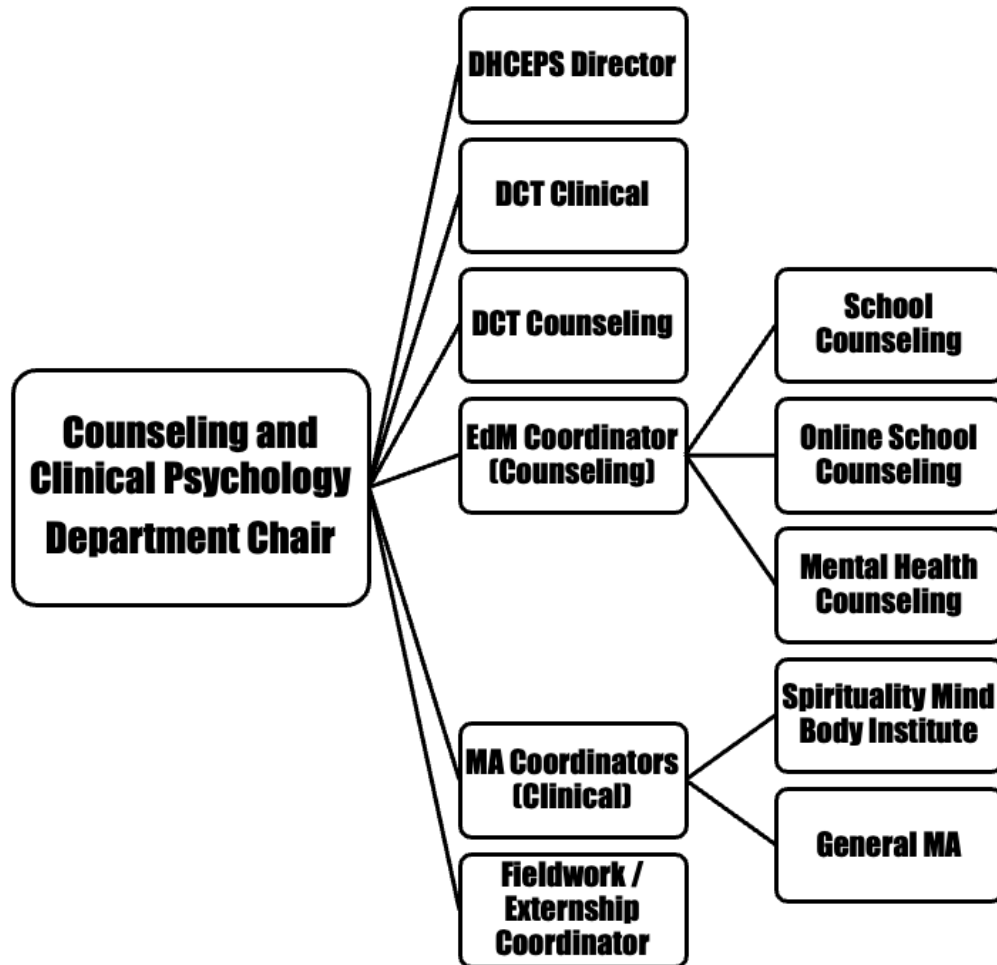 DHCEPS Director
DCT Clinical
DCT Counseling
School
Counseling
Counseling and
Clinical Psychology
Department Chair
EdM Coordinator
(Counseling)
Online School
Counseling
Mental Health
Counseling
Spirituality Mind
Body Institute
MA Coordinators
(Clinical)
General MA
Fieldwork /
Externship
Coordinator